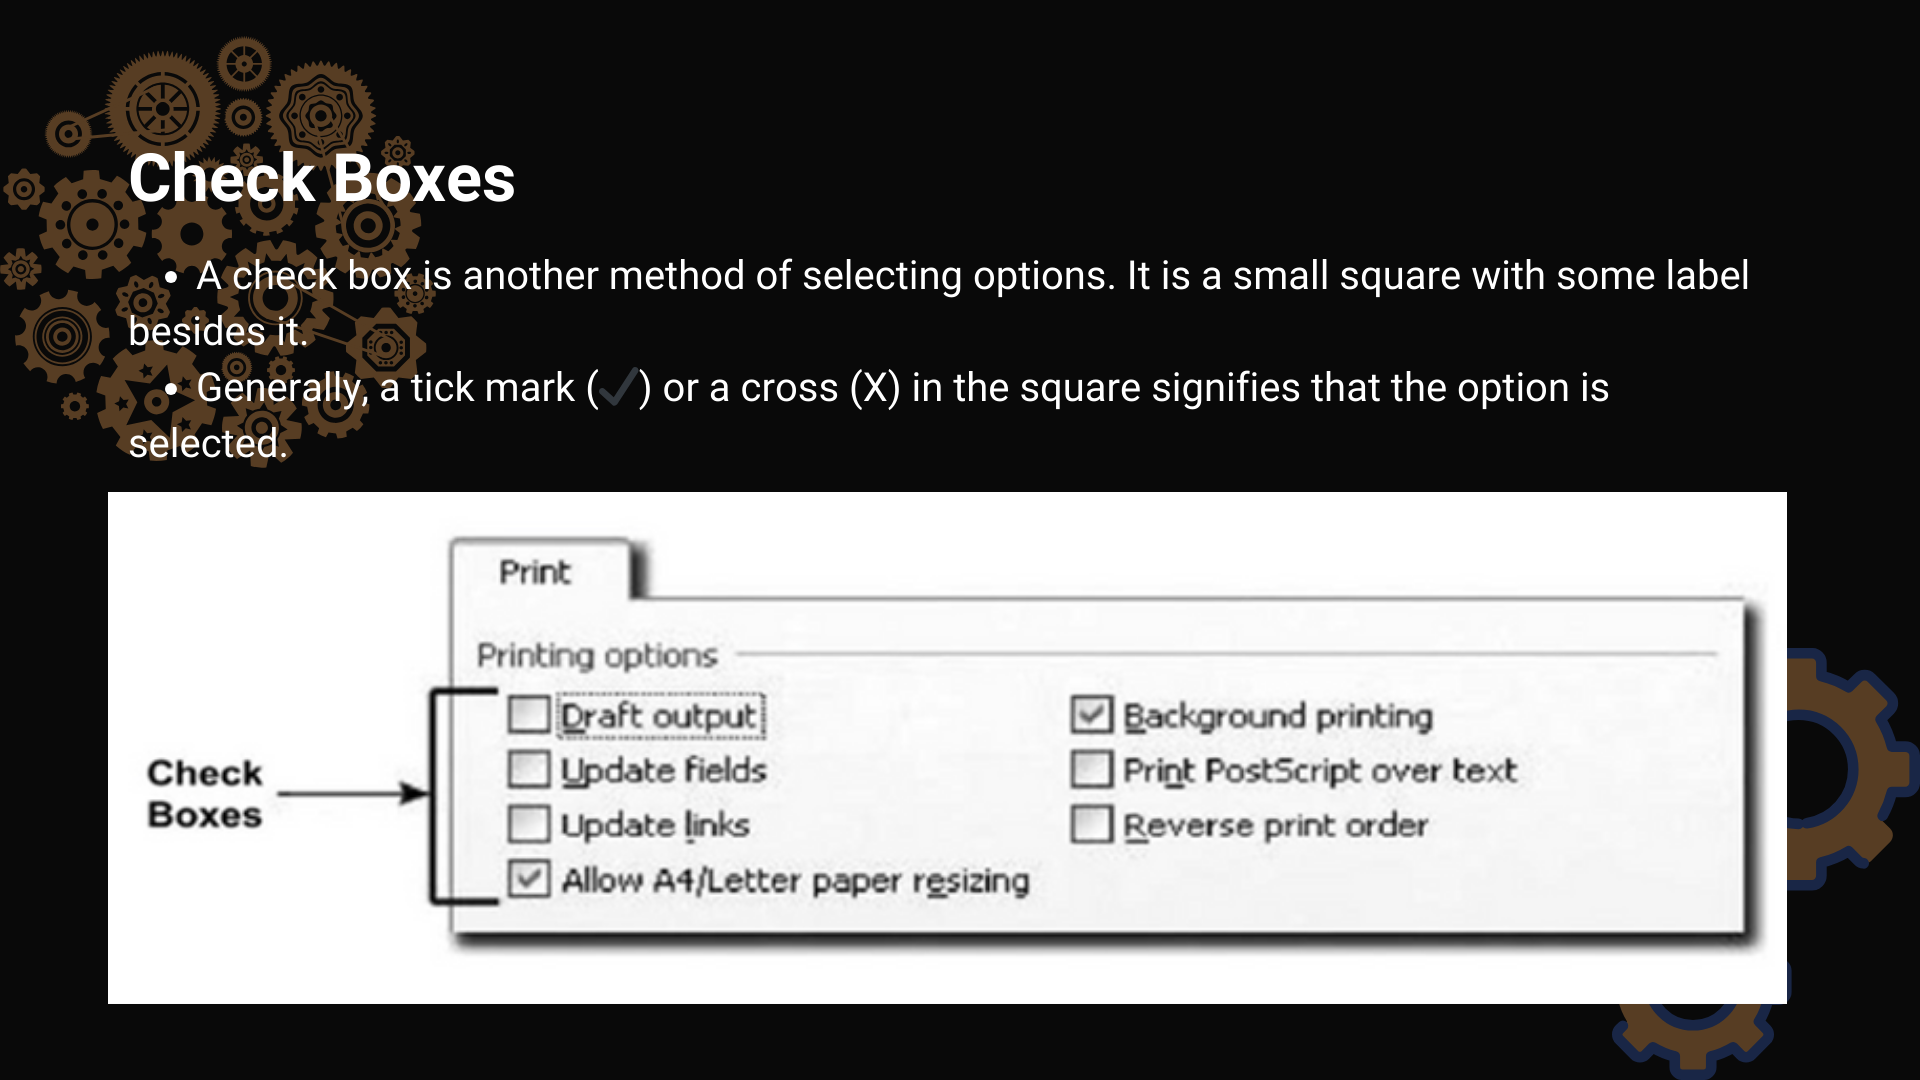 Check Boxes
• A check box is another method of selecting options. It is a small square with some label
besides it.
• Generally, a tick mark (✓) or a cross (X) in the square signifies that the option is
selected.
Print
Printing options
Draft output
Update fields
Update links
Allow A4/Letter paper resizing
Background printing
Print PostScript over text
Reverse print order
Check
Boxes